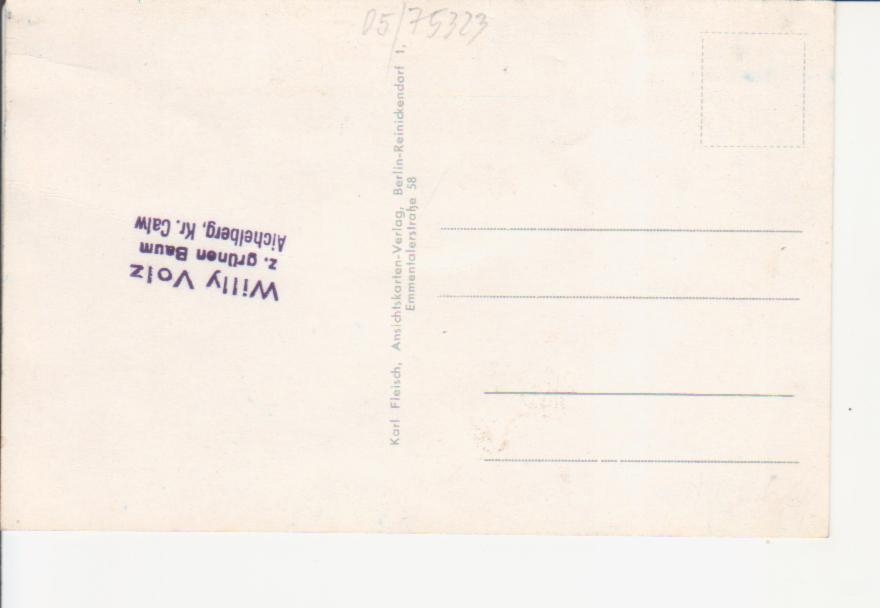 05/75323
Willy Volz
z. grünen Baum
Aichelberg, Kr. Calw
Karl Fleisch, Ansichtskarten-Verlag, Berlin-Reinickendorf 1,
Emmentalerstraße 58